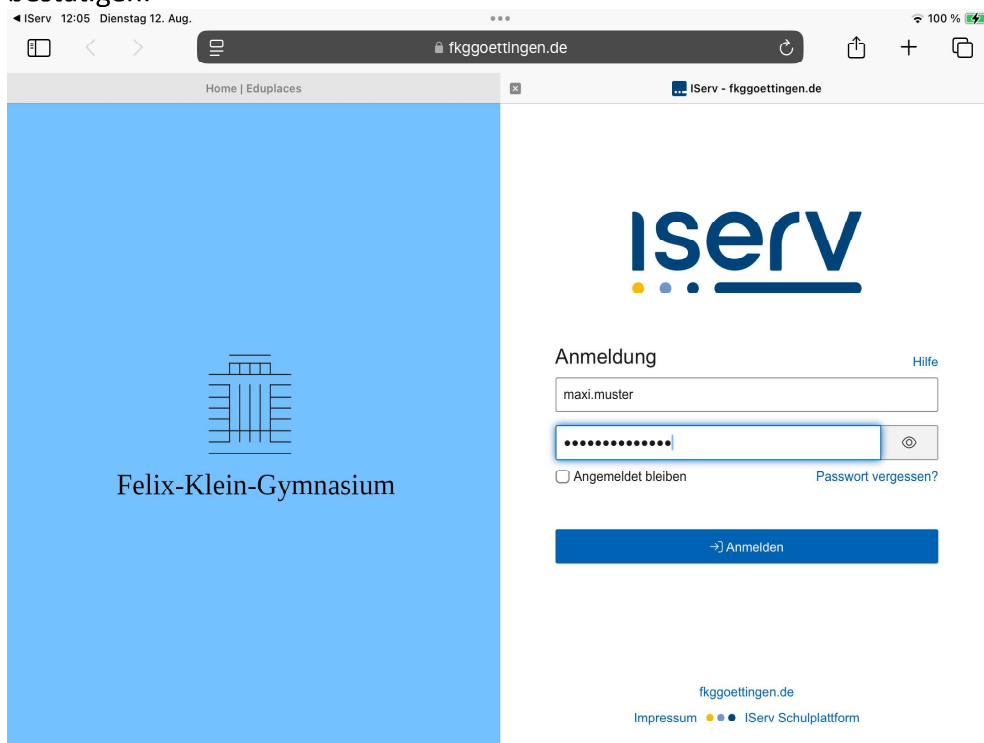 ◄ IServ 12:05 Dienstag 12. Aug.
100 %
fkggoettingen.de
Home | Eduplaces
IServ - fkggoettingen.de
Iserv
Anmeldung
Hilfe
maxi.muster
••••••••••••••
Angemeldet bleiben
Passwort vergessen?
Anmelden
Felix-Klein-Gymnasium
fkggoettingen.de
Impressum
IServ Schulplattform